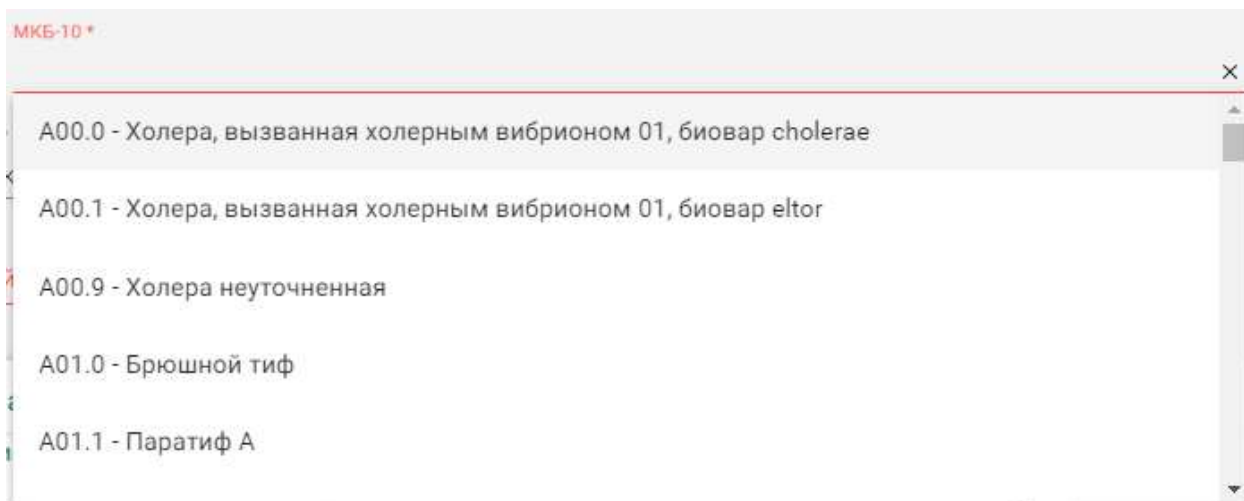 МКБ-10 *
A00.0 - Холера, вызванная холерным вибрионом 01, биовар cholerae
A00.1 - Холера, вызванная холерным вибрионом 01, биовар eltor
A00.9 - Холера неуточненная
A01.0 - Брюшной тиф
A01.1 - Паратиф A